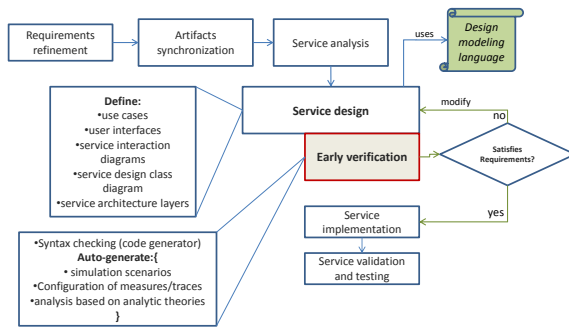 Requirements
refinement
Artifacts
synchronization
Service analysis
uses
Design
modeling
language
Define:
•use cases
•user interfaces
•service interaction
diagrams
•service design class
diagram
•service architecture layers
Service design
modify
no
Early verification
Satisfies
Requirements?
yes
•Syntax checking (code generator)
Auto-generate:{
• simulation scenarios
•Configuration of measures/traces
•analysis based on analytic theories
}
Service
implementation
Service validation
and testing